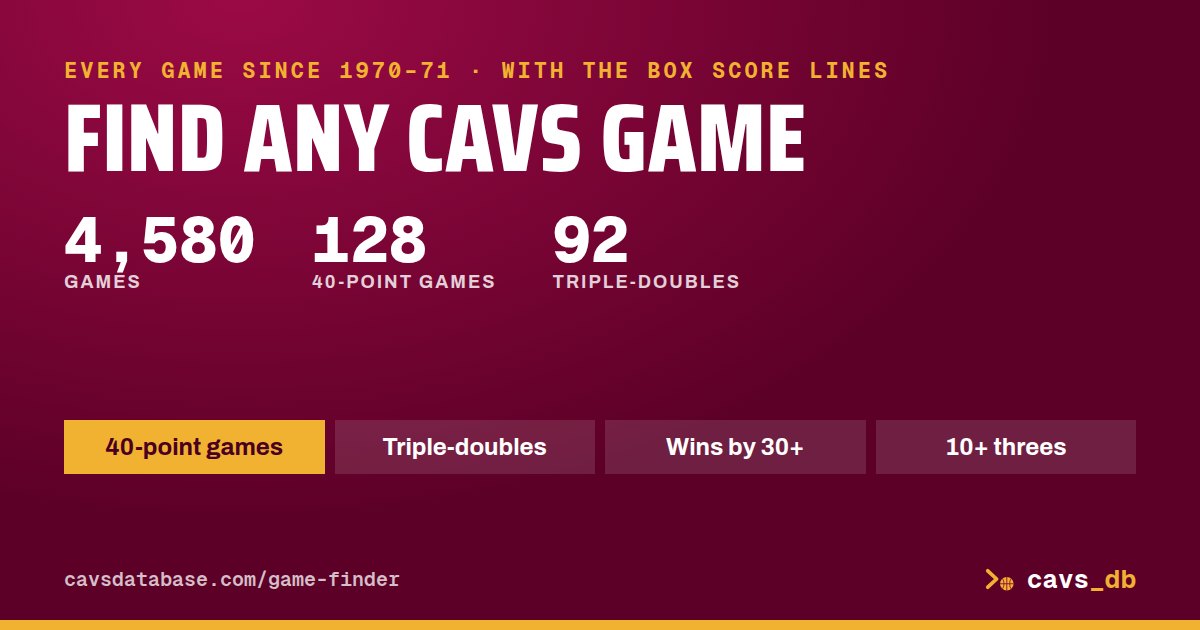 EVERY GAME SINCE 1970–71 · WITH THE BOX SCORE LINES
FIND ANY CAVS GAME
4,580 128 92
GAMES 40-POINT GAMES TRIPLE-DOUBLES
40-point games Triple-doubles Wins by 30+ 10+ threes
cavsdatabase.com/game-finder cavs_db